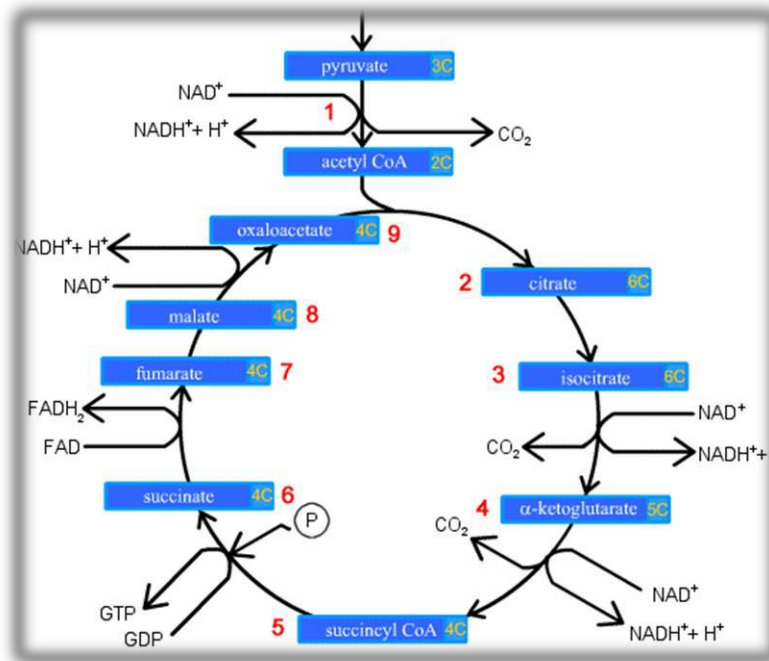 pyruvate 3C
NAD⁺
1
NADH⁺+ H⁺
CO₂
acetyl CoA 2C
oxaloacetate 4C
9
NADH⁺+ H⁺
NAD⁺
2
citrate 6C
malate 4C
8
fumarate 4C
7
3
isocitrate 6C
FADH₂
FAD
NAD⁺
CO₂
NADH⁺+
succinate 4C
6
4
α-ketoglutarate 5C
P
CO₂
NAD⁺
GTP
GDP
5
succincyl CoA 4C
NADH⁺+ H⁺